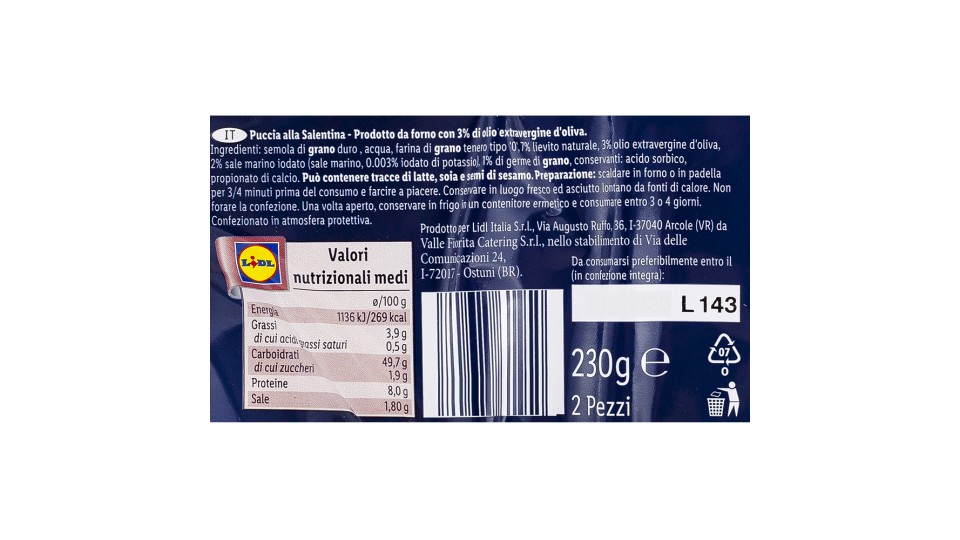 IT Puccia alla Salentina - Prodotto da forno con 3% di olio extravergine d'oliva.
Ingredienti: semola di grano duro , acqua, farina di grano tenero tipo '0', 7% lievito naturale, 3% olio extravergine d'oliva,
2% sale marino iodato (sale marino, 0.003% iodato di potassio), 1% di germe di grano, conservanti: acido sorbico,
propionato di calcio. Può contenere tracce di latte, soia e semi di sesamo. Preparazione: scaldare in forno o in padella
per 3/4 minuti prima del consumo e farcire a piacere. Conservare in luogo fresco ed asciutto lontano da fonti di calore. Non
forare la confezione. Una volta aperto, conservare in frigo in un contenitore ermetico e consumare entro 3 o 4 giorni.
Confezionato in atmosfera protettiva.
Prodotto per Lidl Italia S.r.l., Via Augusto Ruffo, 36, I-37040 Arcole (VR) da
Valle Fiorita Catering S.r.l., nello stabilimento di Via delle
Comunicazioni 24,
I-72017 - Ostuni (BR).
LIDL
Valori
nutrizionali medi
ø/100 g
Energia 1136 kJ/269 kcal
Grassi 3,9 g
di cui acidi grassi saturi 0,5 g
Carboidrati 49,7 g
di cui zuccheri 1,9 g
Proteine 8,0 g
Sale 1,80 g
Da consumarsi preferibilmente entro il
(in confezione integra):
L 143
230g e
2 Pezzi
07
O